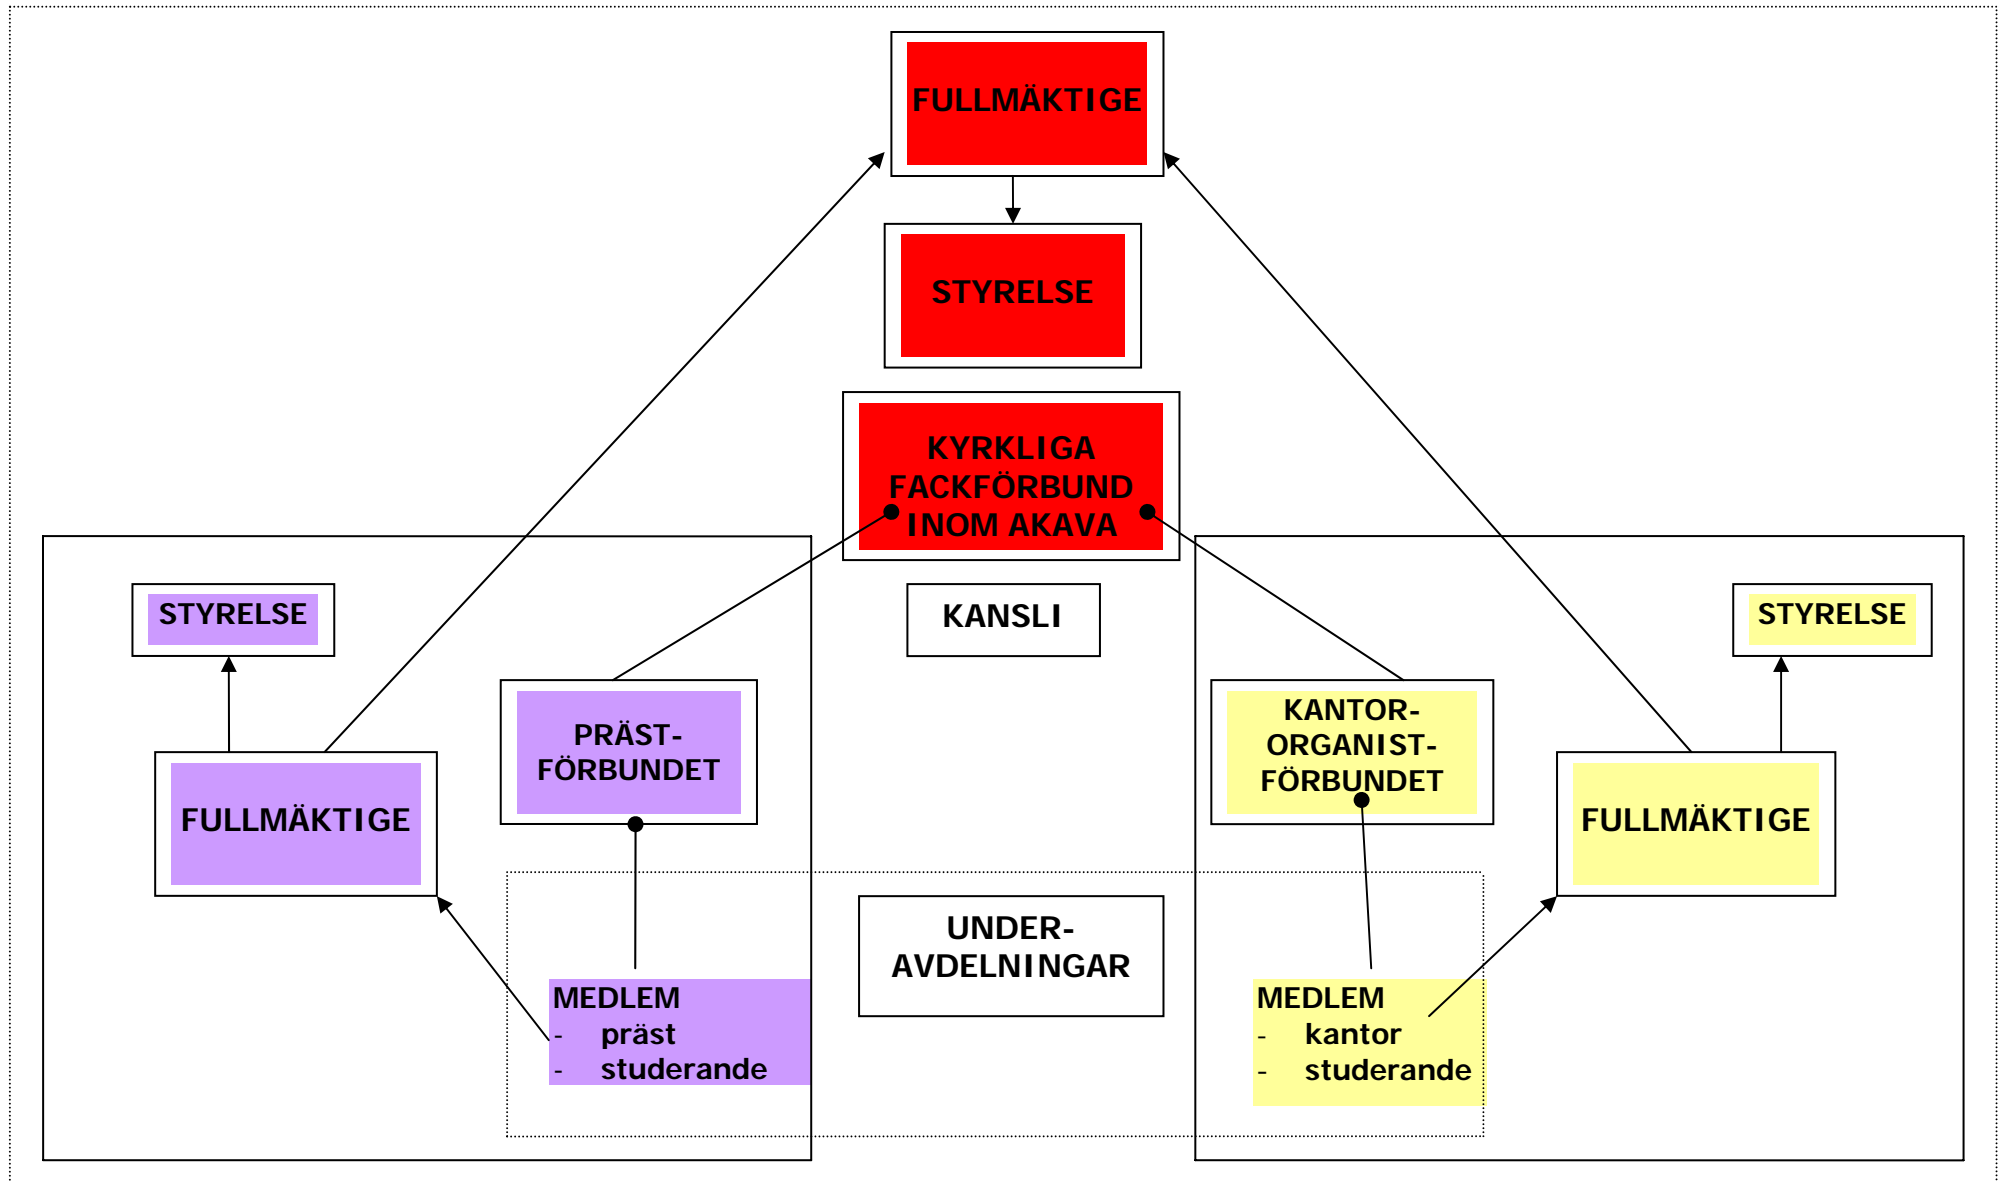 FULLMÄKTIGE
STYRELSE
KYRKLIGA
FACKFÖRBUND
INOM AKAVA
KANSLI
STYRELSE
FULLMÄKTIGE
PRÄST-
FÖRBUNDET
MEDLEM
- präst
- studerande
UNDER-
AVDELNINGAR
KANTOR-
ORGANIST-
FÖRBUNDET
MEDLEM
- kantor
- studerande
STYRELSE
FULLMÄKTIGE